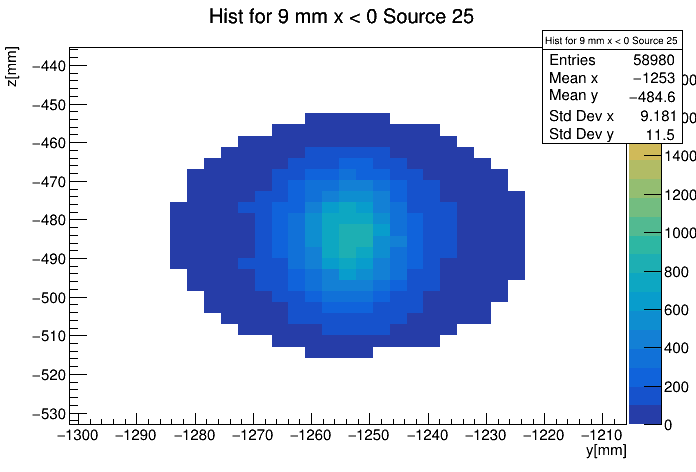 Hist for 9 mm x < 0 Source 25
Hist for 9 mm x < 0 Source 25
Entries 58980
Mean x −1253
Mean y −484.6
Std Dev x 9.181
Std Dev y 11.5
z[mm]
−440
−450
−460
−470
−480
−490
−500
−510
−520
−530
1400
1200
1000
800
600
400
200
0
−1300 −1290 −1280 −1270 −1260 −1250 −1240 −1230 −1220 −1210
y[mm]